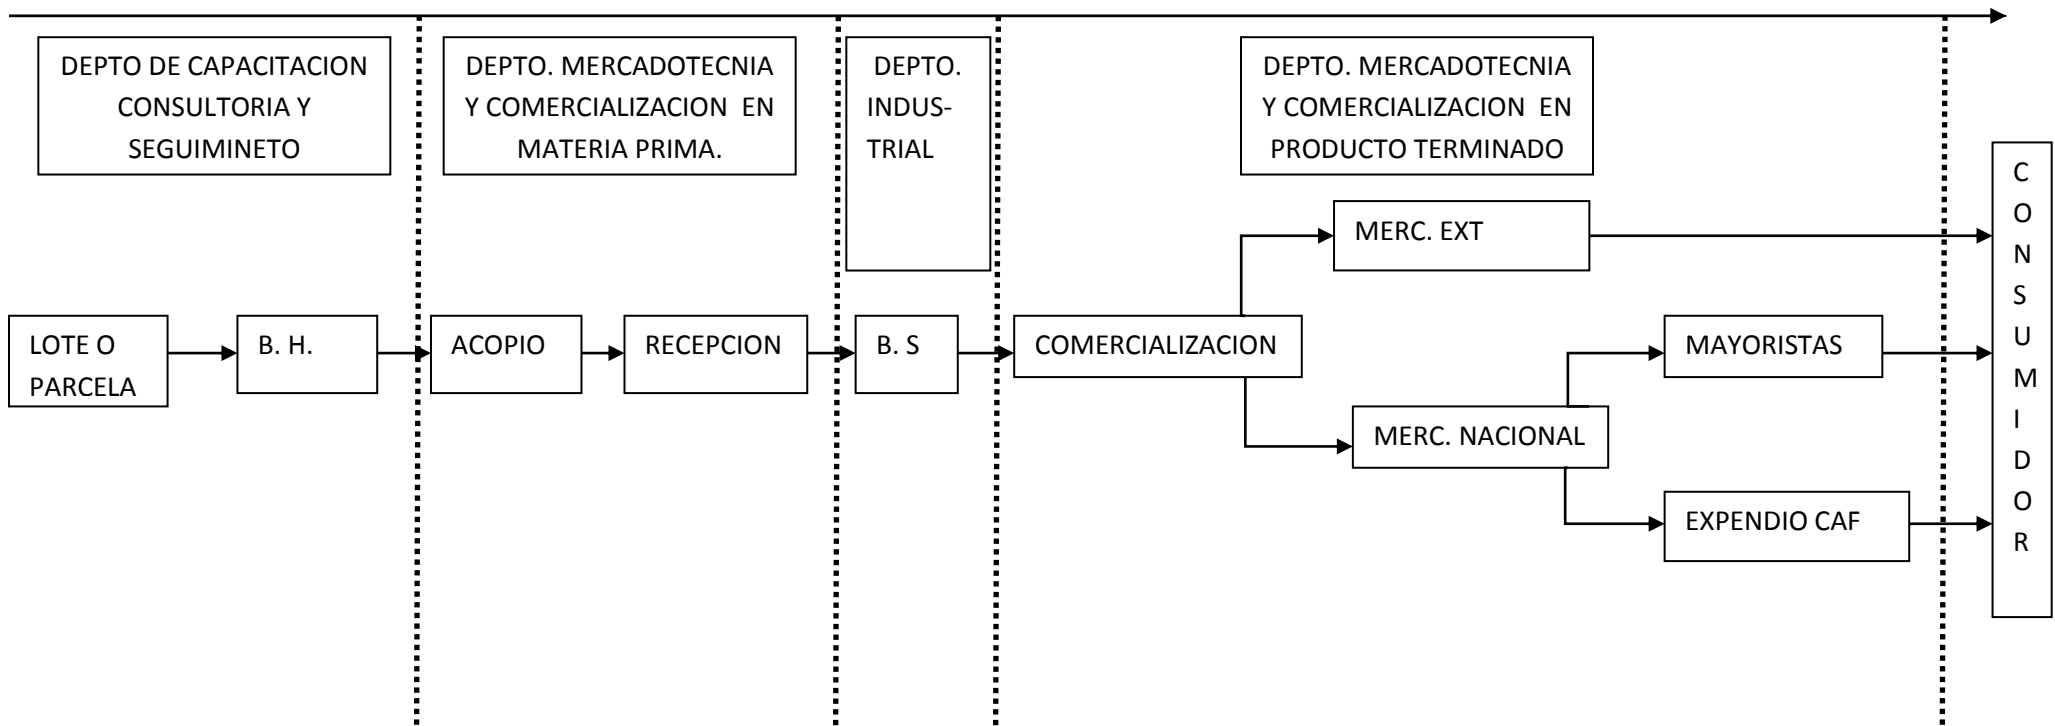 DEPTO DE CAPACITACION
CONSULTORIA Y
SEGUIMINETO
DEPTO. MERCADOTECNIA
Y COMERCIALIZACION EN
MATERIA PRIMA.
DEPTO.
INDUS-
TRIAL
DEPTO. MERCADOTECNIA
Y COMERCIALIZACION EN
PRODUCTO TERMINADO
MERC. EXT
LOTE O
PARCELA
B. H.
ACOPIO
RECEPCION
B. S
COMERCIALIZACION
MAYORISTAS
MERC. NACIONAL
EXPENDIO CAF
C
O
N
S
U
M
I
D
O
R